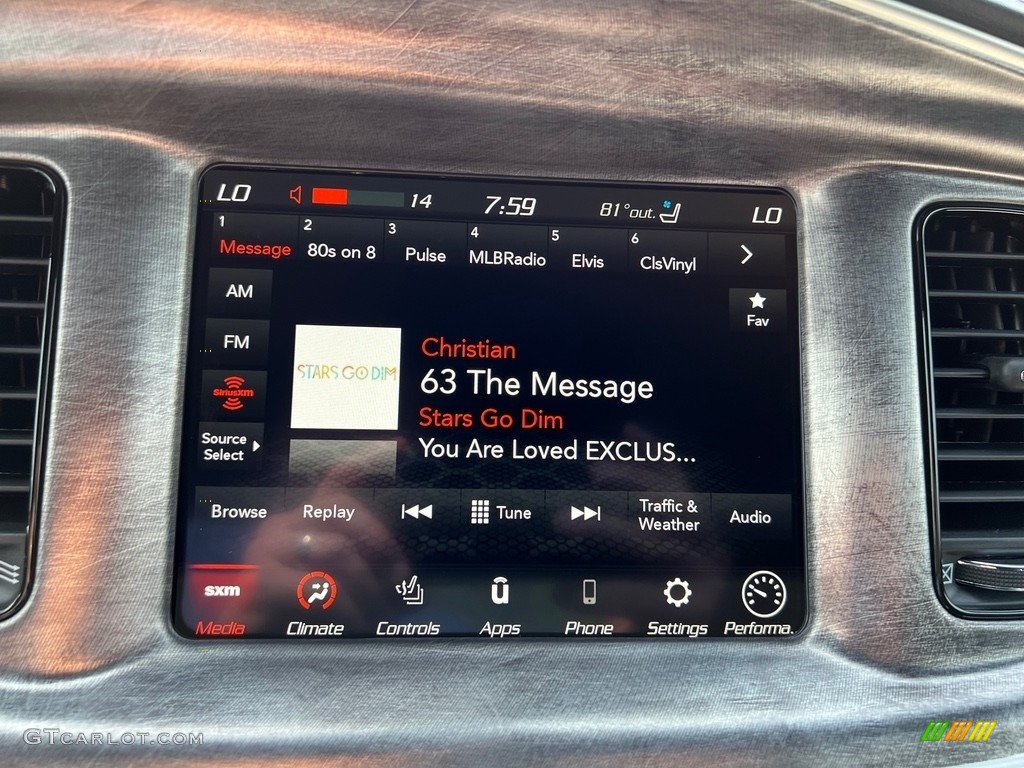 LO 14 7:59 81°out. LO
1 2 3 4 5 6
Message 80s on 8 Pulse MLBRadio Elvis ClsVinyl
AM
Fav
FM
SiriusXM
Source
Select
STARS GO DIM
Christian
63 The Message
Stars Go Dim
You Are Loved EXCLUS...
Browse Replay Tune Traffic &
Weather Audio
sxm
Media Climate Controls Apps Phone Settings Performa.
GTcarlot.com